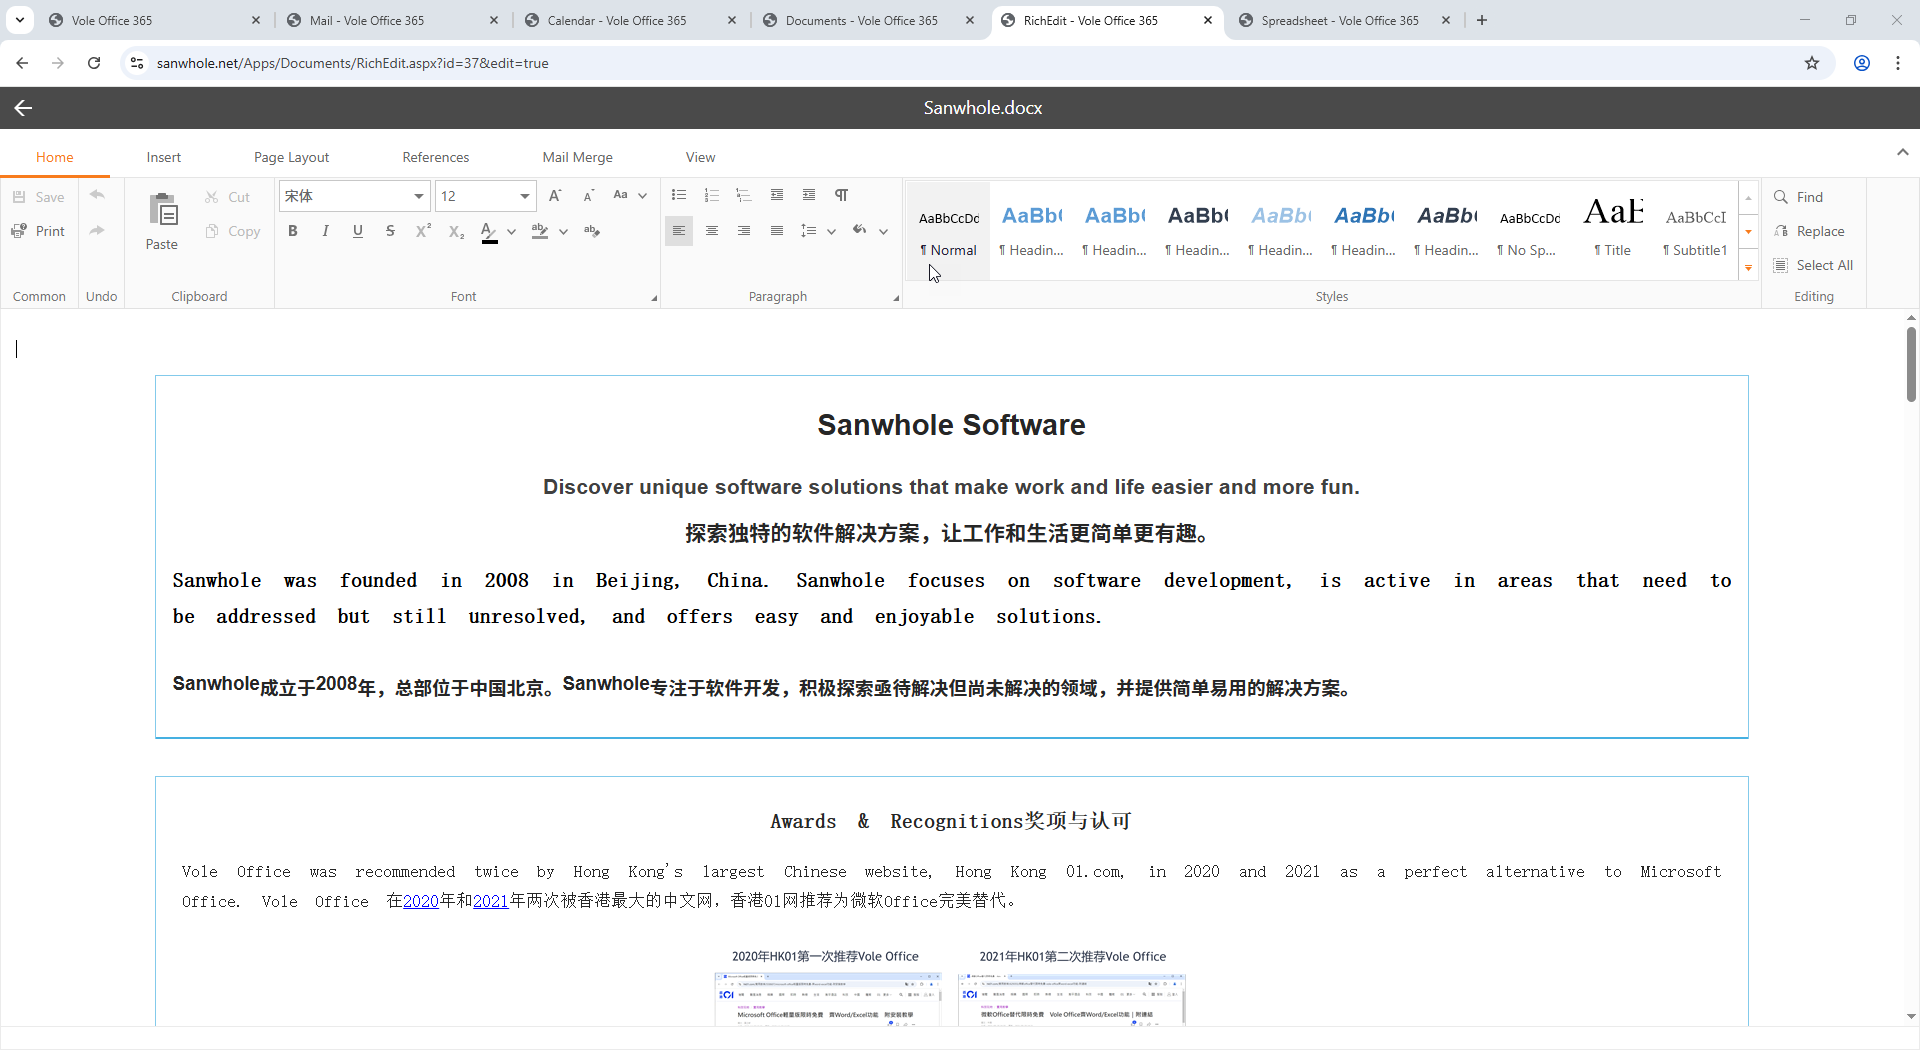 Vole Office 365
Mail - Vole Office 365
Calendar - Vole Office 365
Documents - Vole Office 365
RichEdit - Vole Office 365
Spreadsheet - Vole Office 365
sanwhole.net/Apps/Documents/RichEdit.aspx?id=37&edit=true
Sanwhole.docx
Home Insert Page Layout References Mail Merge View
Save
Print
Common
Undo
Paste
Cut
Copy
Clipboard
宋体 12
Font
Paragraph
AaBbCcDd AaBb AaBb AaBb AaBb AaBb AaBb AaBbCcDd AaB AaBbCcI
¶ Normal ¶ Headin... ¶ Headin... ¶ Headin... ¶ Headin... ¶ Headin... ¶ Headin... ¶ No Sp... ¶ Title ¶ Subtitle1
Styles
Find
Replace
Select All
Editing
Sanwhole Software
Discover unique software solutions that make work and life easier and more fun.
探索独特的软件解决方案，让工作和生活更简单更有趣。
Sanwhole was founded in 2008 in Beijing, China. Sanwhole focuses on software development, is active in areas that need to
be addressed but still unresolved, and offers easy and enjoyable solutions.
Sanwhole成立于2008年，总部位于中国北京。Sanwhole专注于软件开发，积极探索亟待解决但尚未解决的领域，并提供简单易用的解决方案。
Awards & Recognitions奖项与认可
Vole Office was recommended twice by Hong Kong's largest Chinese website, Hong Kong 01.com, in 2020 and 2021 as a perfect alternative to Microsoft
Office. Vole Office 在2020年和2021年两次被香港最大的中文网，香港01网推荐为微软Office完美替代。
2020年HK01第一次推荐Vole Office
2021年HK01第二次推荐Vole Office